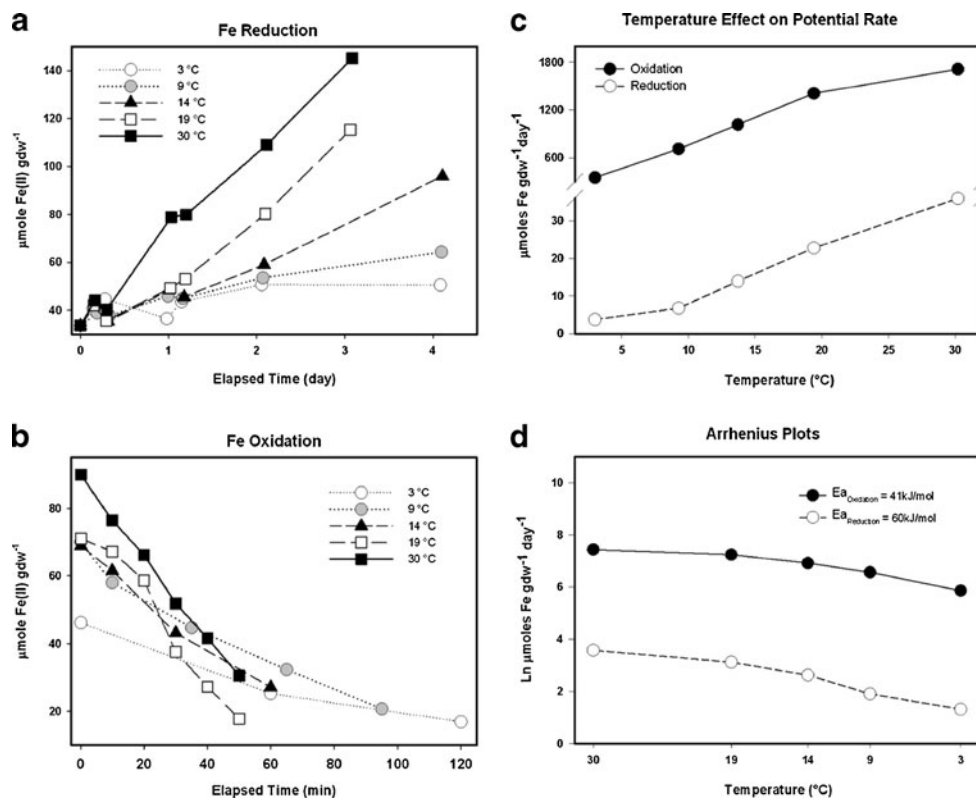 a
Fe Reduction
140
120
100
80
60
40
µmole Fe(II) gdw⁻¹
3 °C
9 °C
14 °C
19 °C
30 °C
0 1 2 3 4
Elapsed Time (day)
c
Temperature Effect on Potential Rate
1800
1200
600
30
20
10
0
µmoles Fe gdw⁻¹ day⁻¹
Oxidation
Reduction
5 10 15 20 25 30
Temperature (°C)
b
Fe Oxidation
80
60
40
20
µmole Fe(II) gdw⁻¹
3 °C
9 °C
14 °C
19 °C
30 °C
0 20 40 60 80 100 120
Elapsed Time (min)
d
Arrhenius Plots
10
8
6
4
2
0
Ln µmoles Fe gdw⁻¹ day⁻¹
Ea Oxidation = 41kJ/mol
Ea Reduction = 60kJ/mol
30 19 14 9 3
Temperature (°C)